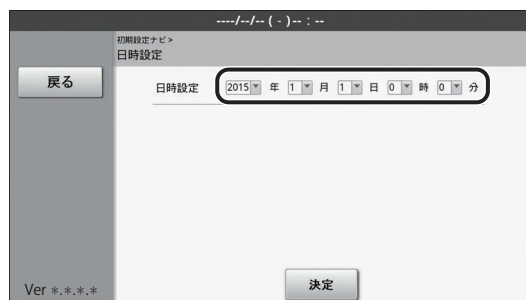 ----/--/-- ( - )-- : --
初期設定ナビ >
日時設定
戻る
日時設定 2015 年 1 月 1 日 0 時 0 分
決定
Ver *.*.*.*